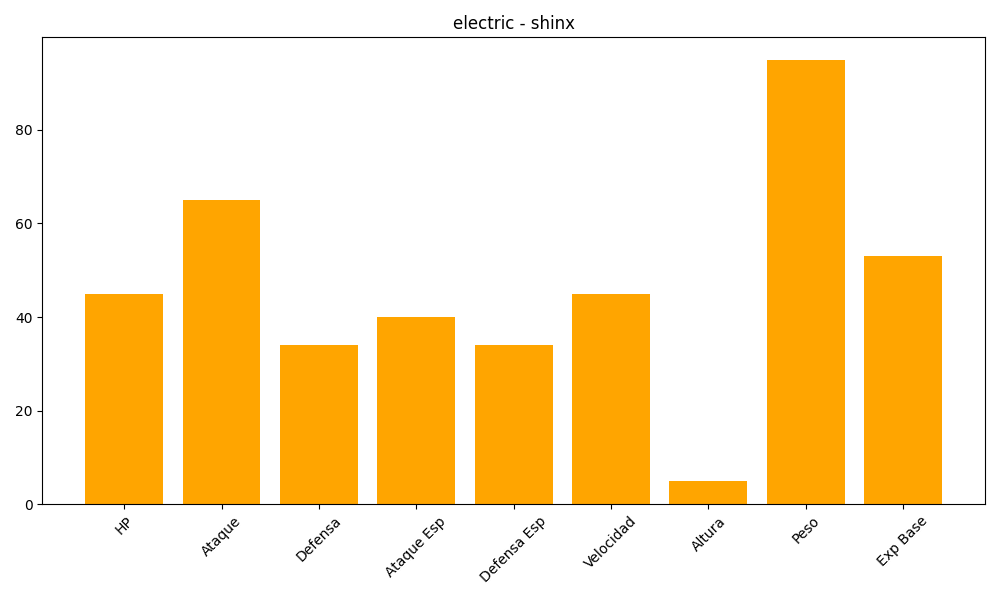 electric - shinx
80
60
40
20
0
HP
Ataque
Defensa
Ataque Esp
Defensa Esp
Velocidad
Altura
Peso
Exp Base